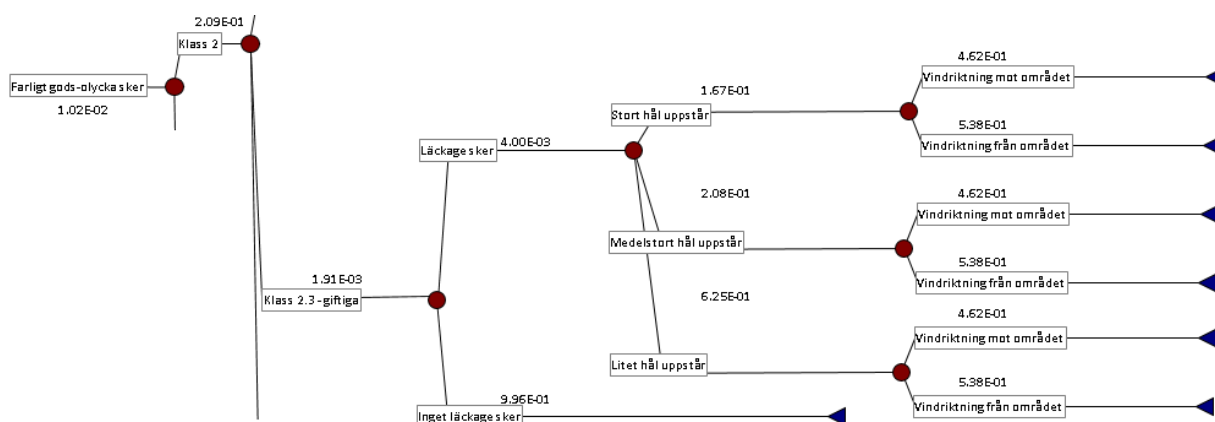 2.09E-01
Klass 2
Farligt gods-olycka sker
1.02E-02
1.91E-03
Klass 2.3 - giftiga
Läckage sker
4.00E-03
9.96E-01
Inget läckage sker
1.67E-01
Stort hål uppstår
2.08E-01
Medelstort hål uppstår
6.25E-01
Litet hål uppstår
4.62E-01
Vindriktning mot området
5.38E-01
Vindriktning från området
4.62E-01
Vindriktning mot området
5.38E-01
Vindriktning från området
4.62E-01
Vindriktning mot området
5.38E-01
Vindriktning från området